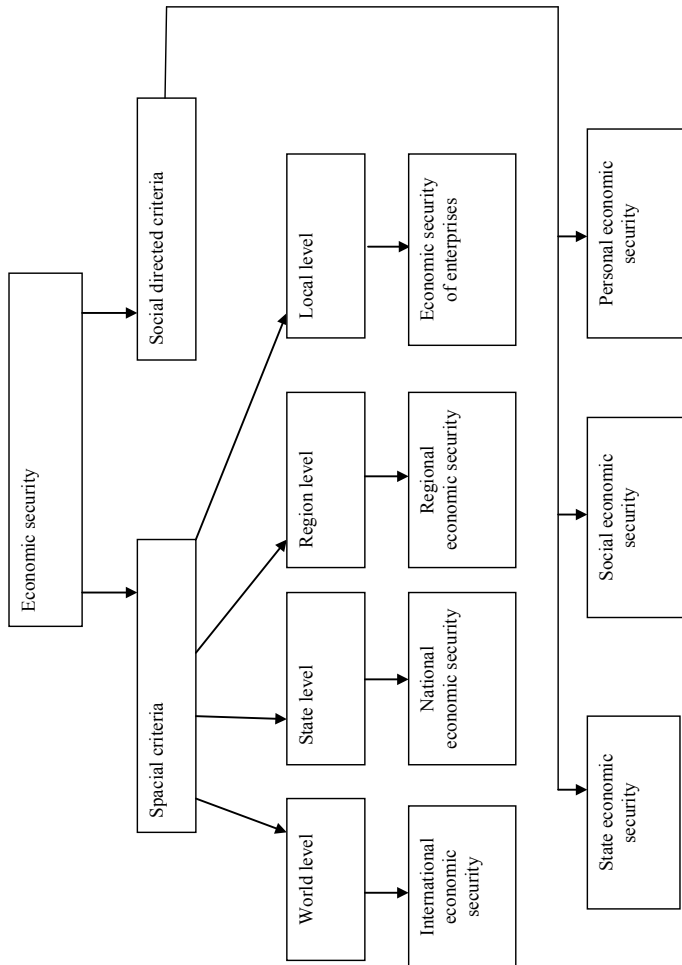 Economic security
Spacial criteria
Social directed criteria
World level
State level
Region level
Local level
International
economic
security
National
economic security
Regional
economic security
Economic security
of enterprises
State economic
security
Social economic
security
Personal economic
security